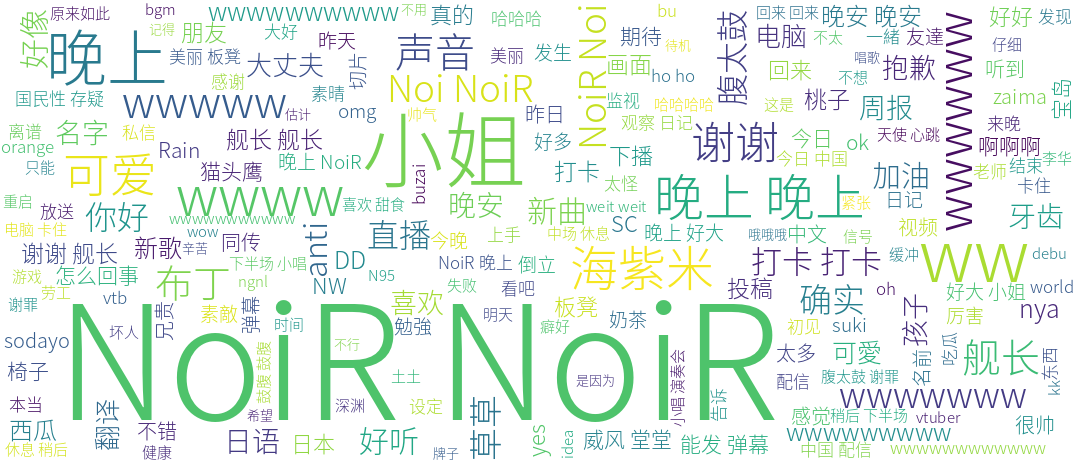 原来如此
bgm
wwwwwwwwwww
不用
真的
哈哈哈
NoiR Noi
bu
回来 回来
晚安 晚安
好好
发现
好像
晚上
记得
朋友
大好
昨天
声音
美丽
发生
期待
一緒
待机
腹太鼓
电脑
不太
友達
仔细
美丽 板凳
大丈夫
切片
画面
唱歌
抱歉
听到
wwwwwwwwwww
感谢
Noi NoiR
ho ho
回来
不想
zaima
宝岛
国民性 存疑
wwwwww
素晴
估计
omg
帅气
昨日
监视
哈哈哈哈
这是
桃子
周报
来晚
离谱
名字
私信
舰长 舰长
小姐
好多
观察 日记
谢谢
今日
ok
天使 心跳
啊啊啊
orange
Rain
晚上 NoiR
下播
今日 中国
结束
李华
只能
可爱
猫头鹰
buzai
打卡
太怪
晚上 晚上
加油
老师
卡住
重启
放送
你好
wwwww
喜欢 甜食
晚安
新曲
weit weit
紧张
日记
牙齿
wwwwwwwwwww
wow
anti
直播
上手
中场 休息
SC
晚上 好大
哦哦哦
中文
信号
视频
电脑 卡住
谢谢 舰长
新歌
辛苦
同传
今晚
海紫米
打卡 打卡
缓冲
ww
debu
怎么回事
下半场 小唱
DD
NoiR 晚上
倒立
游戏
布丁
ngnl
N95
失败
看吧
投稿
oh
好大 小姐
world
劳士
vtb
NW
喜欢
板凳
确实
孩子
厉害
nya
谢罪
坏人
兄贵
素敵
弹幕
时间
勉強
明天
癖好
奶茶
初见
suki
吃瓜
舰长
sodayo
NoiR NoiR
鼓腹 鼓腹
不行
小唱 演奏会
太多
可愛
名前
kk东西
椅子
土土
是因为
配信
腹太鼓 谢罪
本当
深渊
设定
告诉
wwwwwww
西瓜
翻译
不错
希望
草草
yes
感觉
稍后 下半场
vtuber
很帅
休息 稍后
健康
日语
日本
好听
牌子
idea
威风 堂堂
能发 弹幕
wwwwwwwwww
中国 配信
wwwwwwwwwwwww